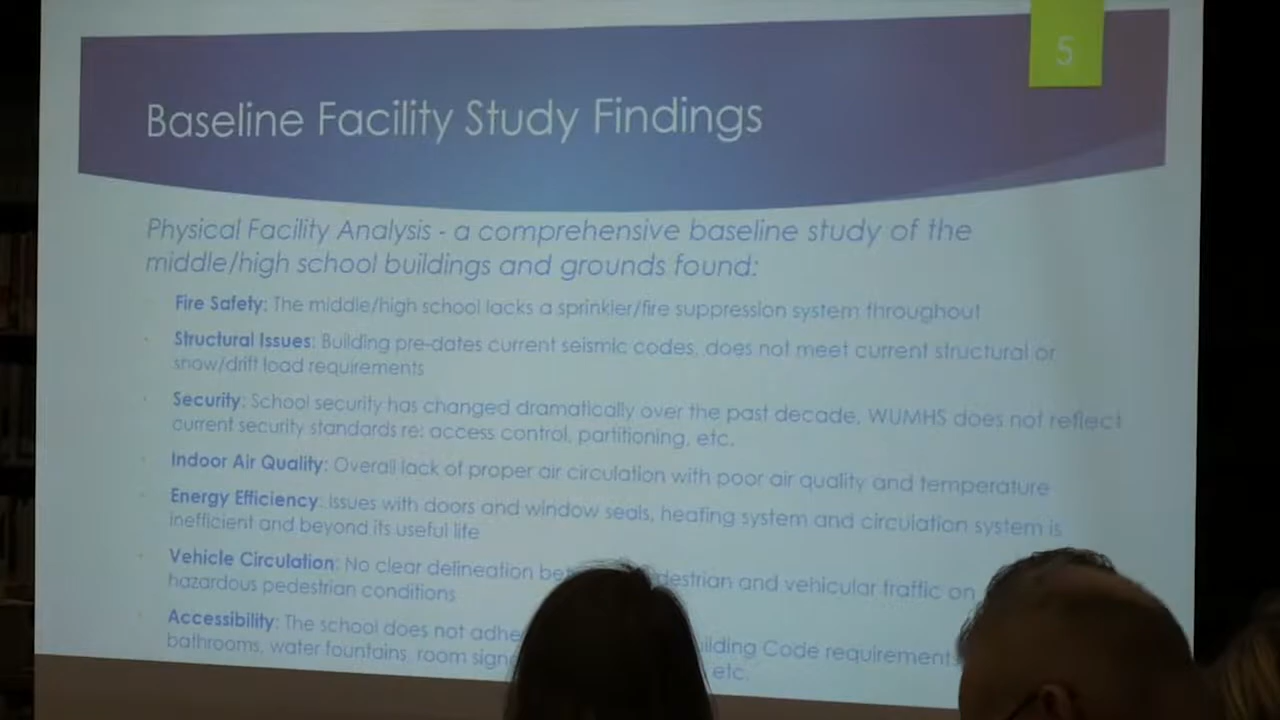 5
Baseline Facility Study Findings
Physical Facility Analysis - a comprehensive baseline study of the
middle/high school buildings and grounds found:
Fire Safety: The middle/high school lacks a sprinkler/fire suppression system throughout
Structural Issues: Building pre-dates current seismic codes, does not meet current structural or
snow/drift load requirements
Security: School security has changed dramatically over the past decade, WUMHS does not reflect
current security standards re: access control, partitioning, etc.
Indoor Air Quality: Overall lack of proper air circulation with poor air quality and temperature
Energy Efficiency: Issues with doors and window seals, heating system and circulation system is
inefficient and beyond its useful life
Vehicle Circulation: No clear delineation and vehicular traffic on
hazardous pedestrian conditions
Accessibility: The school does not Code
bathrooms, water fountains, room etc.